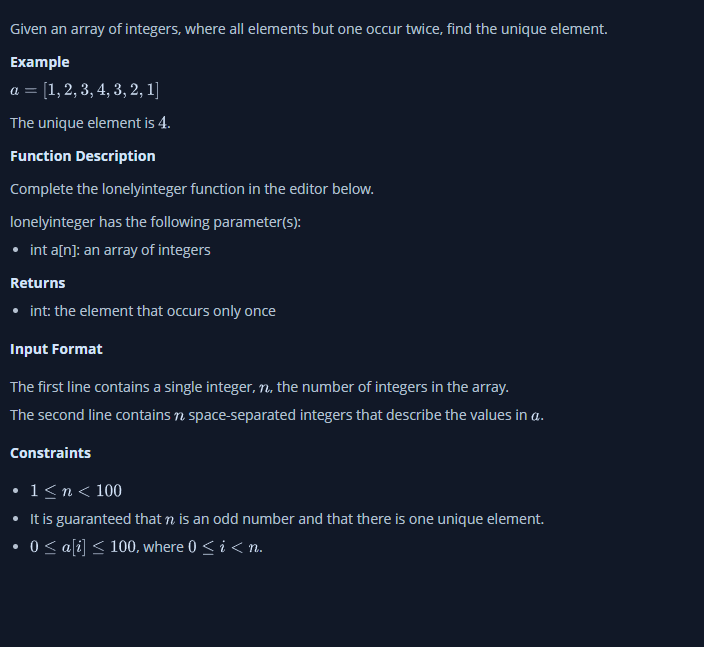 Given an array of integers, where all elements but one occur twice, find the unique element.
Example
a = [1, 2, 3, 4, 3, 2, 1]
The unique element is 4.
Function Description
Complete the lonelyinteger function in the editor below.
lonelyinteger has the following parameter(s):
• int a[n]: an array of integers
Returns
• int: the element that occurs only once
Input Format
The first line contains a single integer, n, the number of integers in the array.
The second line contains n space-separated integers that describe the values in a.
Constraints
• 1 ≤ n < 100
• It is guaranteed that n is an odd number and that there is one unique element.
• 0 ≤ a[i] ≤ 100, where 0 ≤ i < n.